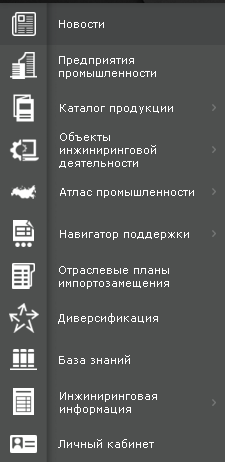 Новости
Предприятия
промышленности
Каталог продукции
Объекты
инжиниринговой
деятельности
Атлас промышленности
Навигатор поддержки
Отраслевые планы
импортозамещения
Диверсификация
База знаний
Инжиниринговая
информация
Личный кабинет